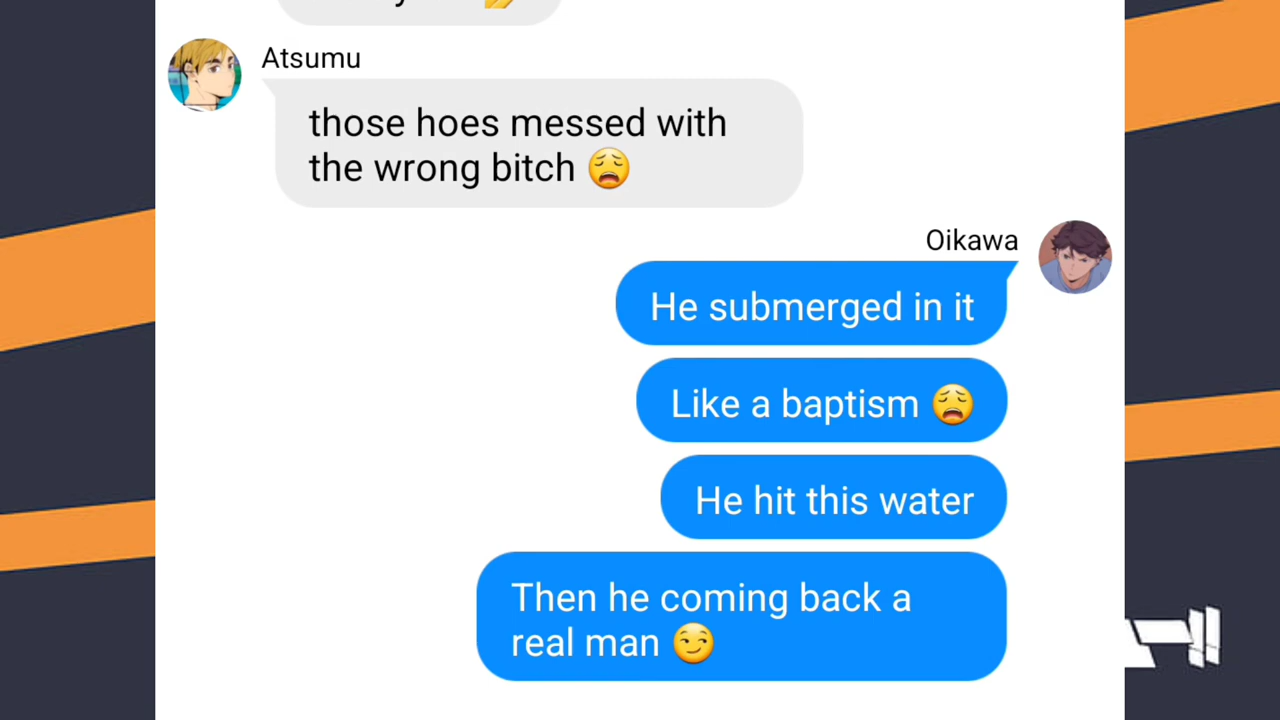 Atsumu
those hoes messed with
the wrong bitch 😩
Oikawa
He submerged in it
Like a baptism 😩
He hit this water
Then he coming back a
real man 😏